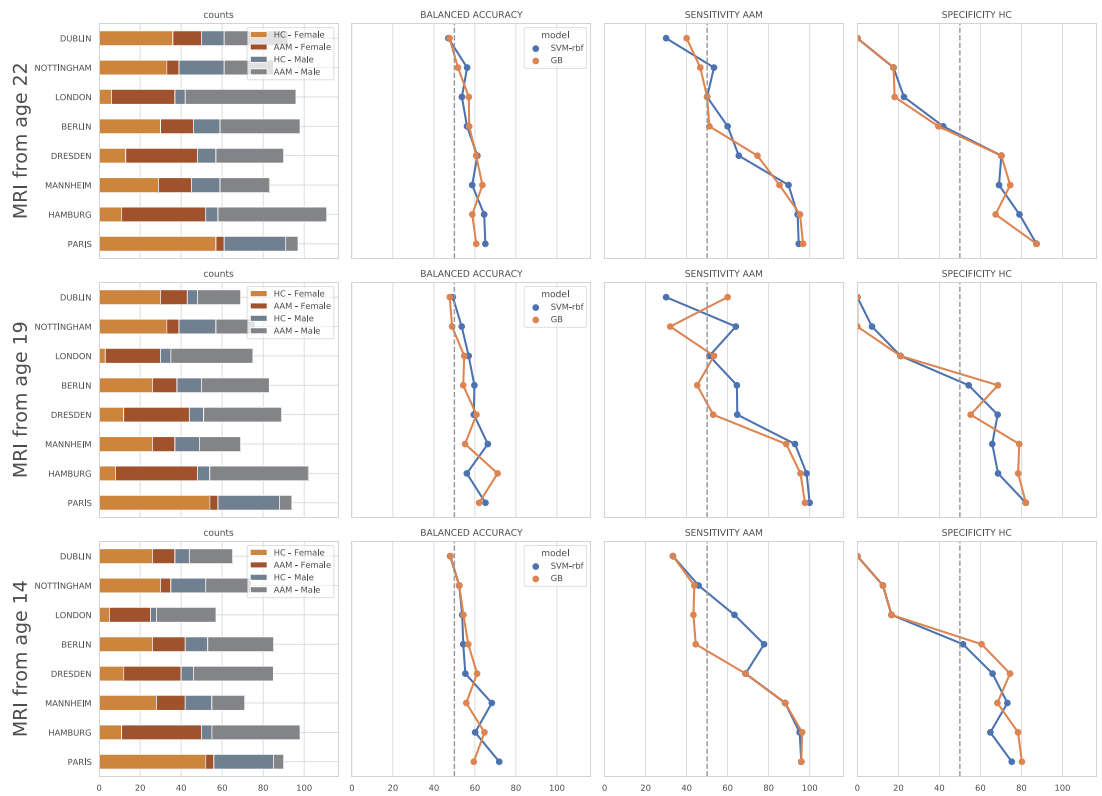 counts BALANCED ACCURACY SENSITIVITY AAM SPECIFICITY HC
MRI from age 22
DUBLIN
NOTTINGHAM
LONDON
BERLIN
DRESDEN
MANNHEIM
HAMBURG
PARIS
HC - Female
AAM - Female
HC - Male
AAM - Male
model
SVM-rbf
GB
counts BALANCED ACCURACY SENSITIVITY AAM SPECIFICITY HC
MRI from age 19
DUBLIN
NOTTINGHAM
LONDON
BERLIN
DRESDEN
MANNHEIM
HAMBURG
PARIS
HC - Female
AAM - Female
HC - Male
AAM - Male
model
SVM-rbf
GB
counts BALANCED ACCURACY SENSITIVITY AAM SPECIFICITY HC
MRI from age 14
DUBLIN
NOTTINGHAM
LONDON
BERLIN
DRESDEN
MANNHEIM
HAMBURG
PARIS
HC - Female
AAM - Female
HC - Male
AAM - Male
model
SVM-rbf
GB
0 20 40 60 80 100 0 20 40 60 80 100 0 20 40 60 80 100 0 20 40 60 80 100